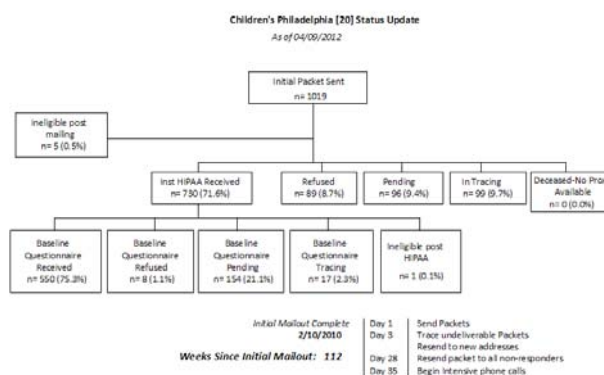 Children's Philadelphia [20] Status Update
As of 04/09/2012
Initial Packet Sent
n= 1019
Ineligible post
mailing
n= 5 (0.5%)
Inst HIPAA Received
n= 730 (71.6%)
Refused
n= 89 (8.7%)
Pending
n= 96 (9.4%)
In Tracing
n= 99 (9.7%)
Deceased-No Prox
Available
n= 0 (0.0%)
Baseline
Questionnaire
Received
n= 550 (75.3%)
Baseline
Questionnaire
Refused
n= 8 (1.1%)
Baseline
Questionnaire
Pending
n= 154 (21.1%)
Baseline
Questionnaire
Tracing
n= 17 (2.3%)
Ineligible post
HIPAA
n= 1 (0.1%)
Initial Mailout Complete
2/10/2010
Weeks Since Initial Mailout: 112
Day 1 Send Packets
Day 3 Trace undeliverable Packets
Resend to new addresses
Day 28 Resend packet to all non-responders
Day 35 Begin Intensive phone calls